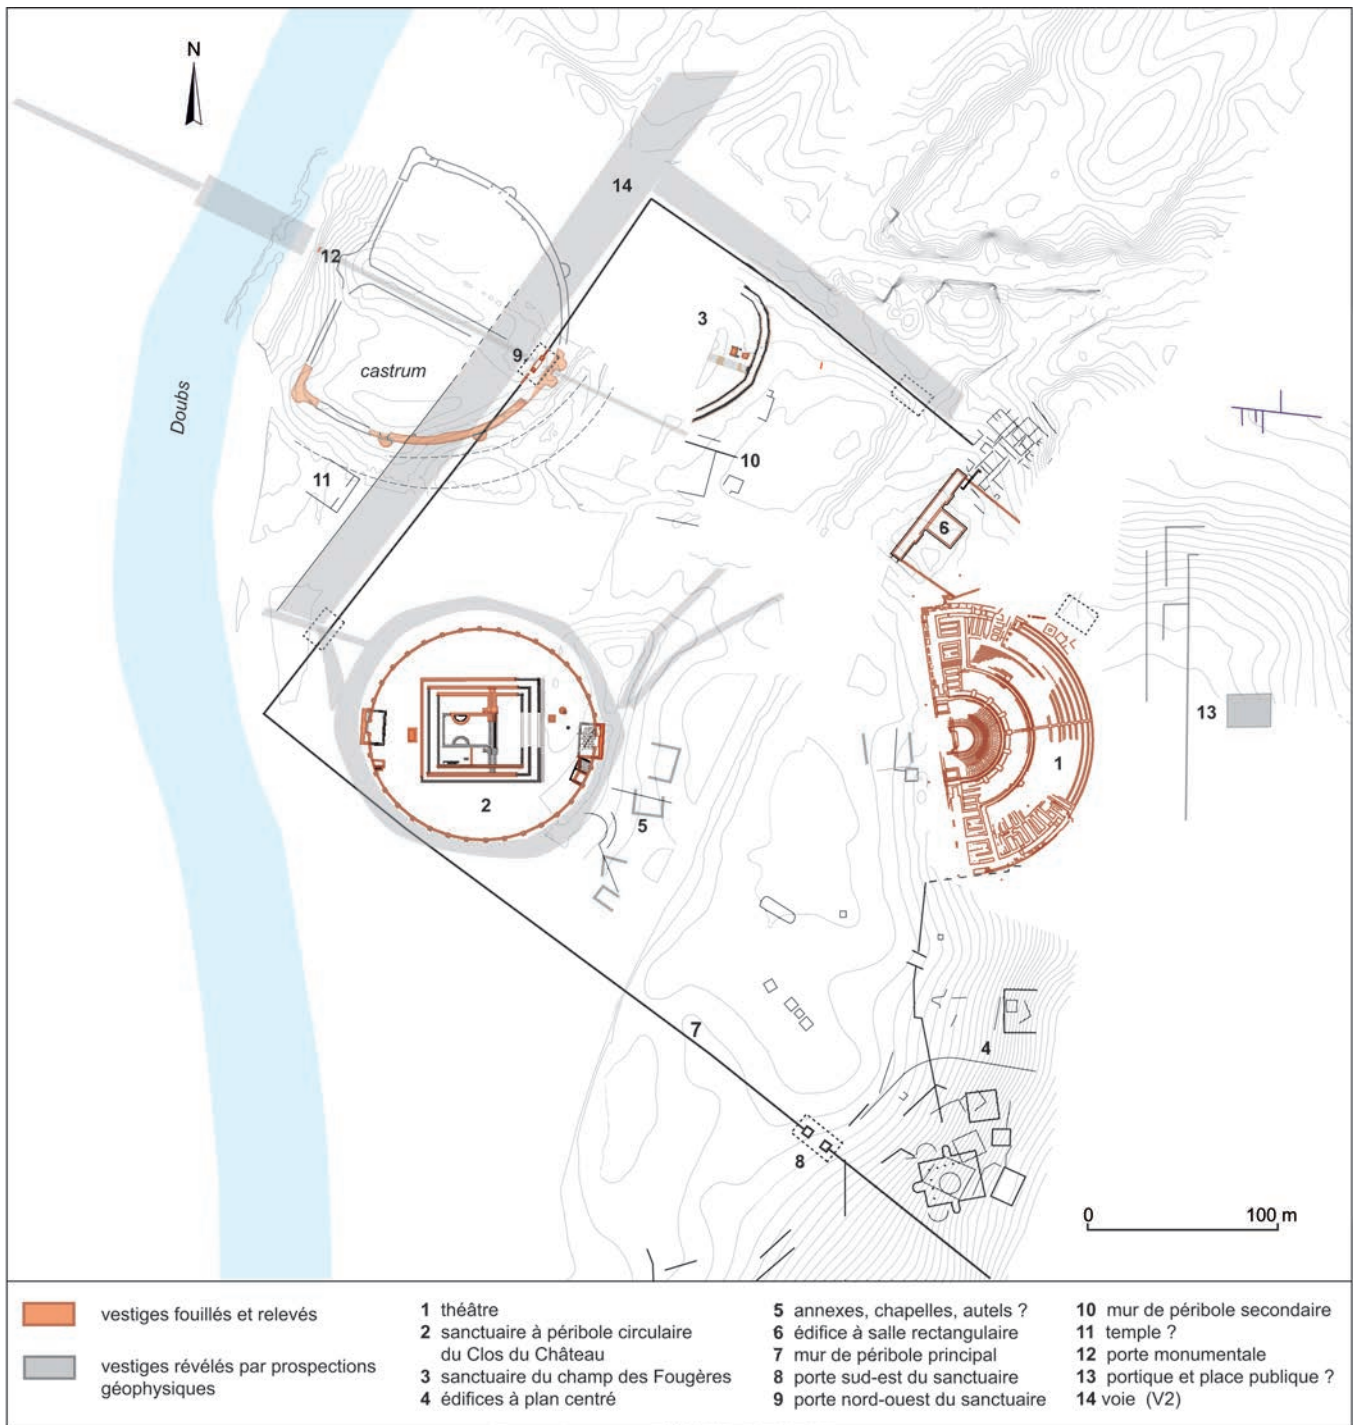 N
14
12
3
9
castrum
Doubs
10
11
6
13
1
2
5
7
4
8
0 100 m
vestiges fouillés et relevés
vestiges révélés par prospections
géophysiques
1 théâtre
2 sanctuaire à péribole circulaire
du Clos du Château
3 sanctuaire du champ des Fougères
4 édifices à plan centré
5 annexes, chapelles, autels ?
6 édifice à salle rectangulaire
7 mur de péribole principal
8 porte sud-est du sanctuaire
9 porte nord-ouest du sanctuaire
10 mur de péribole secondaire
11 temple ?
12 porte monumentale
13 portique et place publique ?
14 voie (V2)